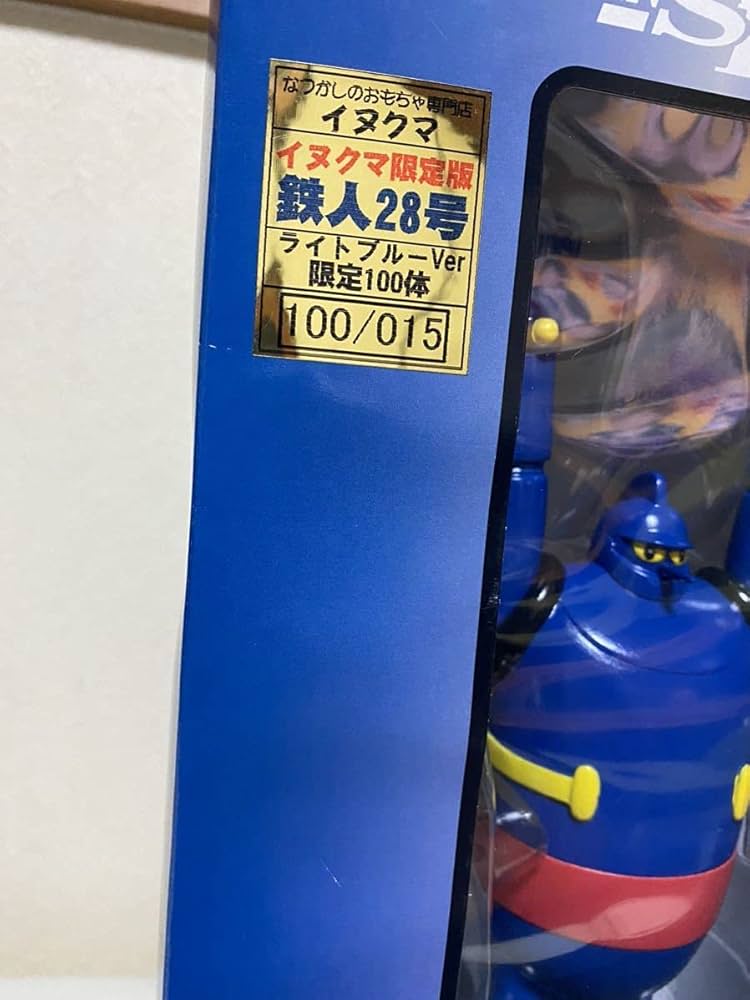 なつかしのおもちゃ専門店
イヌクマ
イヌクマ限定版
鉄人28号
ライトブルーVer
限定100体
100/015